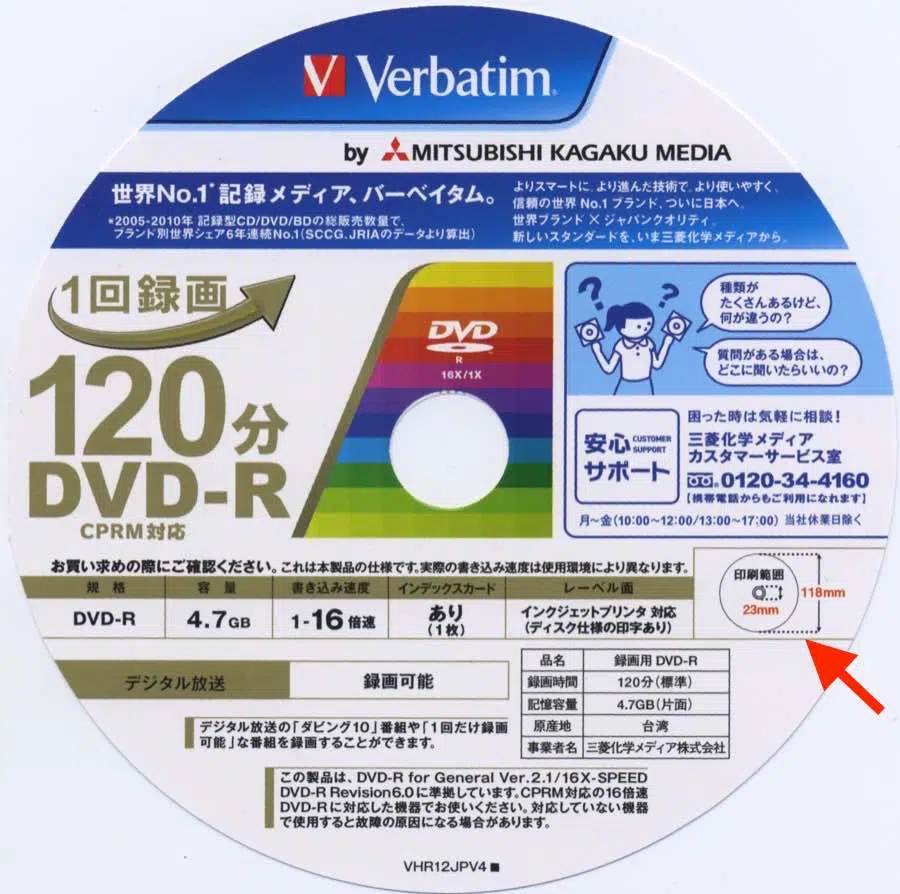 Verbatim
by MITSUBISHI KAGAKU MEDIA
世界No.1*記録メディア、バーベイタム。
*2005-2010年 記録型CD/DVD/BDの総販売数量で、
ブランド別世界シェア6年連続No.1(SCCG.JRIAのデータより算出)
よりスマートに。より進んだ技術で。より使いやすく。
信頼の世界 No.1 ブランド、ついに日本へ。
世界ブランド×ジャパンクオリティ。
新しいスタンダードを、いま三菱化学メディアから。
1回録画
120分
DVD-R
CPRM対応
DVD
R
16X/1X
種類が
たくさんあるけど、
何が違うの?
質問がある場合は、
どこに聞いたらいいの?
安心 CUSTOMER SUPPORT
サポート
困った時は気軽に相談!
三菱化学メディア
カスタマーサービス室
0120-34-4160
【携帯電話からもご利用になれます】
月~金(10:00~12:00/13:00~17:00) 当社休業日除く
お買い求めの際にご確認ください。これは本製品の仕様です。実際の書き込み速度は使用環境により異なります。
規格 容量 書き込み速度 インデックスカード レーベル面
DVD-R 4.7GB 1-16倍速 あり(1枚) インクジェットプリンタ 対応
(ディスク仕様の印字あり)
印刷範囲
23mm
118mm
デジタル放送 録画可能
品名 録画用 DVD-R
録画時間 120分(標準)
記憶容量 4.7GB(片面)
原産地 台湾
事業者名 三菱化学メディア株式会社
デジタル放送の「ダビング10」番組や「1回だけ録画
可能」な番組を録画することができます。
この製品は、DVD-R for General Ver.2.1/16X-SPEED
DVD-R Revision6.0に準拠しています。CPRM対応の16倍速
DVD-Rに対応した機器でお使いください。対応していない機器
で使用すると故障の原因になる場合があります。
VHR12JPV4